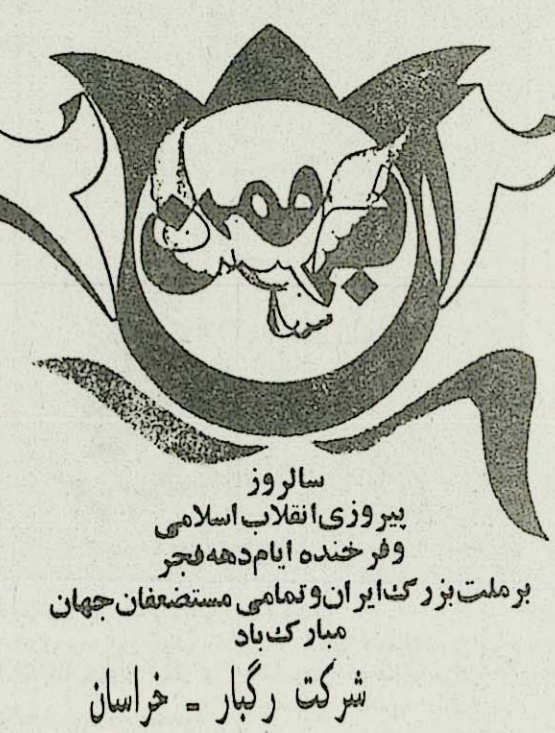 بهمن
سالروز
پیروزی انقلاب اسلامی
وفرخنده ایام دهه فجر
بر ملت بزرگ ایران و تمامی مستضعفان جهان
مبارک باد
شرکت رگبار - خراسان